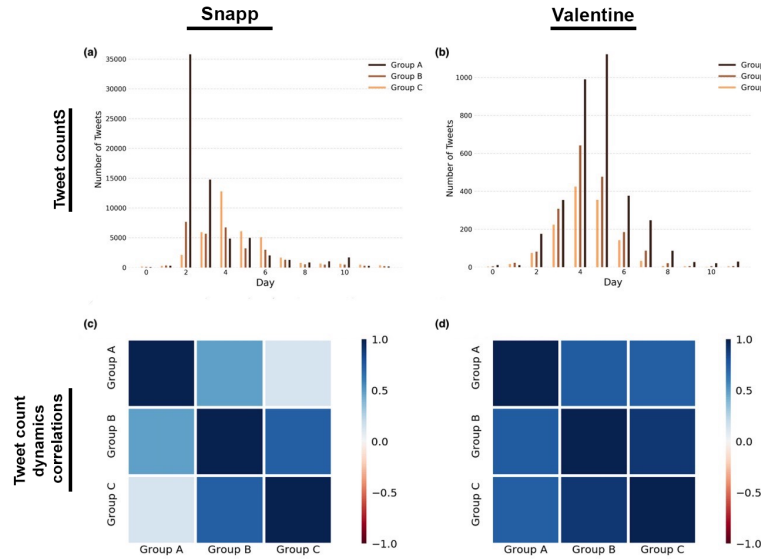 Snapp
Valentine
Tweet countS
(a)
Number of Tweets
35000
30000
25000
20000
15000
10000
5000
0
Group A
Group B
Group C
0 2 4 6 8 10
Day
(b)
Number of Tweets
1000
800
600
400
200
0
Group
Group
Group
0 2 4 6 8 10
Day
Tweet count
dynamics
correlations
(c)
Group A
Group B
Group C
Group A Group B Group C
1.0
0.5
0.0
−0.5
−1.0
(d)
Group A
Group B
Group C
Group A Group B Group C
1.0
0.5
0.0
−0.5
−1.0